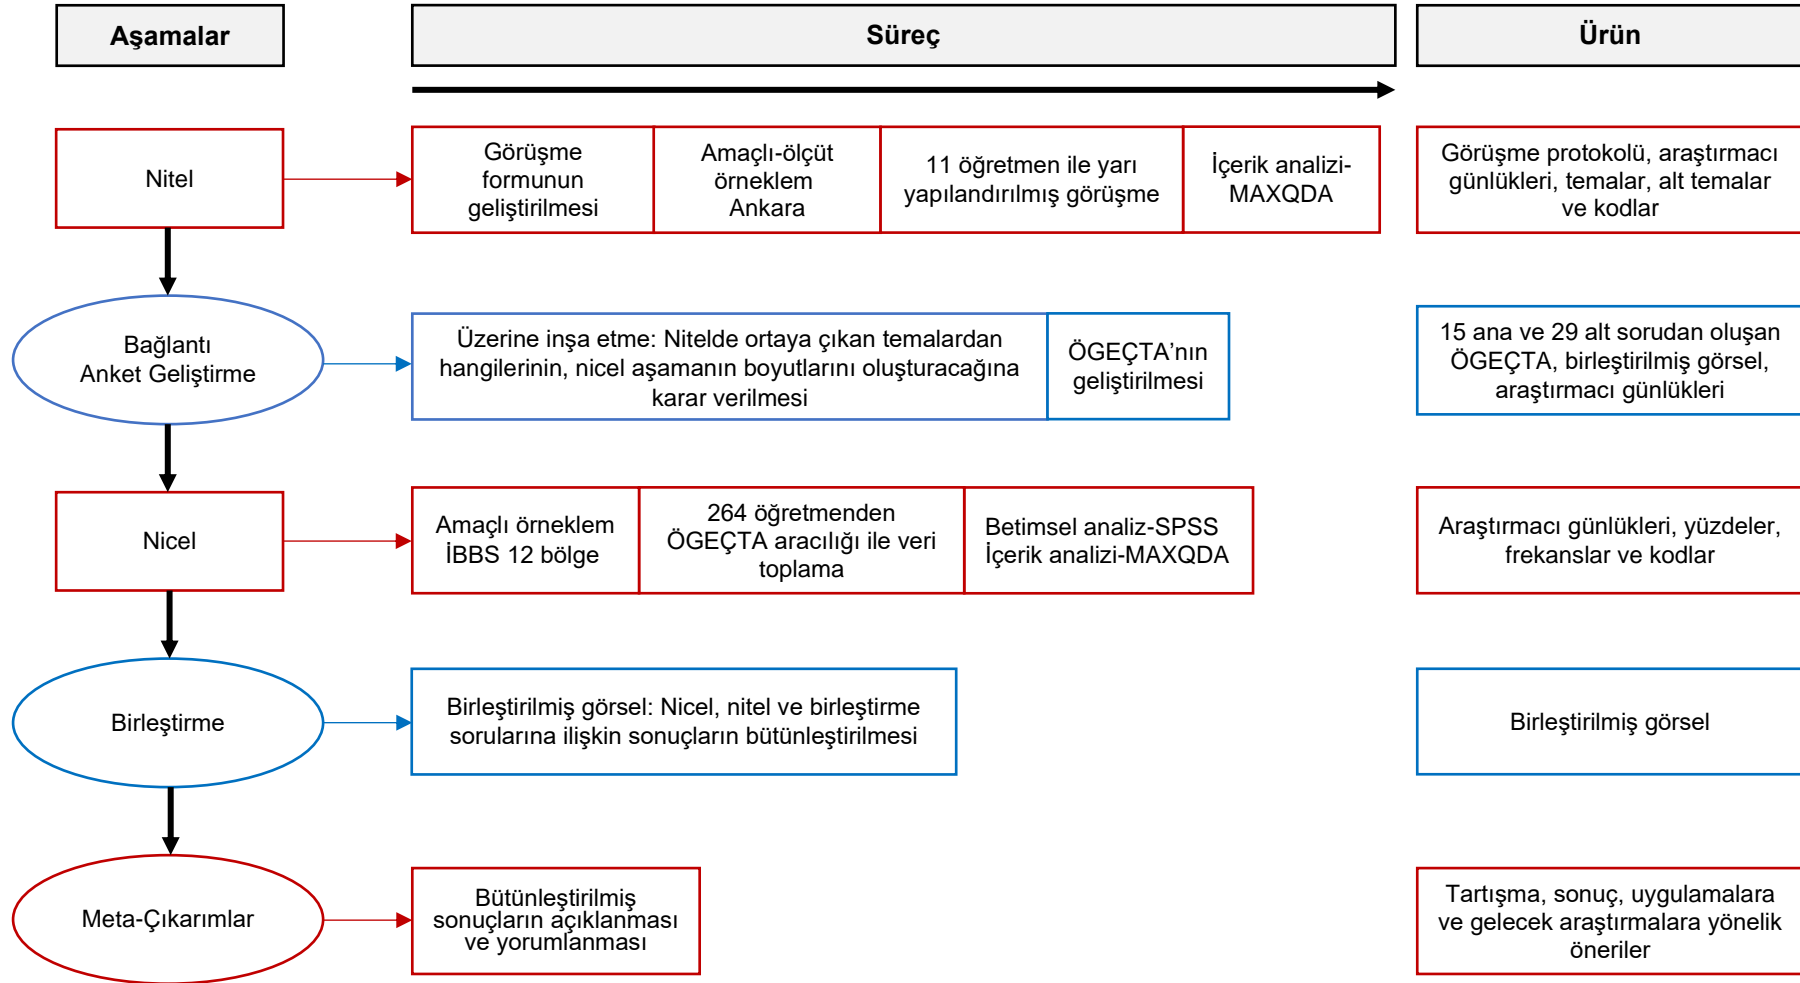 Aşamalar
Süreç
Ürün
Nitel
Görüşme
formunun
geliştirilmesi
Amaçlı-ölçüt
örneklem
Ankara
11 öğretmen ile yarı
yapılandırılmış görüşme
İçerik analizi-
MAXQDA
Görüşme protokolü, araştırmacı
günlükleri, temalar, alt temalar
ve kodlar
Bağlantı
Anket Geliştirme
Üzerine inşa etme: Nitelde ortaya çıkan temalardan
hangilerinin, nicel aşamanın boyutlarını oluşturacağına
karar verilmesi
ÖGEÇTA’nın
geliştirilmesi
15 ana ve 29 alt sorudan oluşan
ÖGEÇTA, birleştirilmiş görsel,
araştırmacı günlükleri
Nicel
Amaçlı örneklem
İBBS 12 bölge
264 öğretmenden
ÖGEÇTA aracılığı ile veri
toplama
Betimsel analiz-SPSS
İçerik analizi-MAXQDA
Araştırmacı günlükleri, yüzdeler,
frekanslar ve kodlar
Birleştirme
Birleştirilmiş görsel: Nicel, nitel ve birleştirme
sorularına ilişkin sonuçların bütünleştirilmesi
Birleştirilmiş görsel
Meta-Çıkarımlar
Bütünleştirilmiş
sonuçların açıklanması
ve yorumlanması
Tartışma, sonuç, uygulamalara
ve gelecek araştırmalara yönelik
öneriler